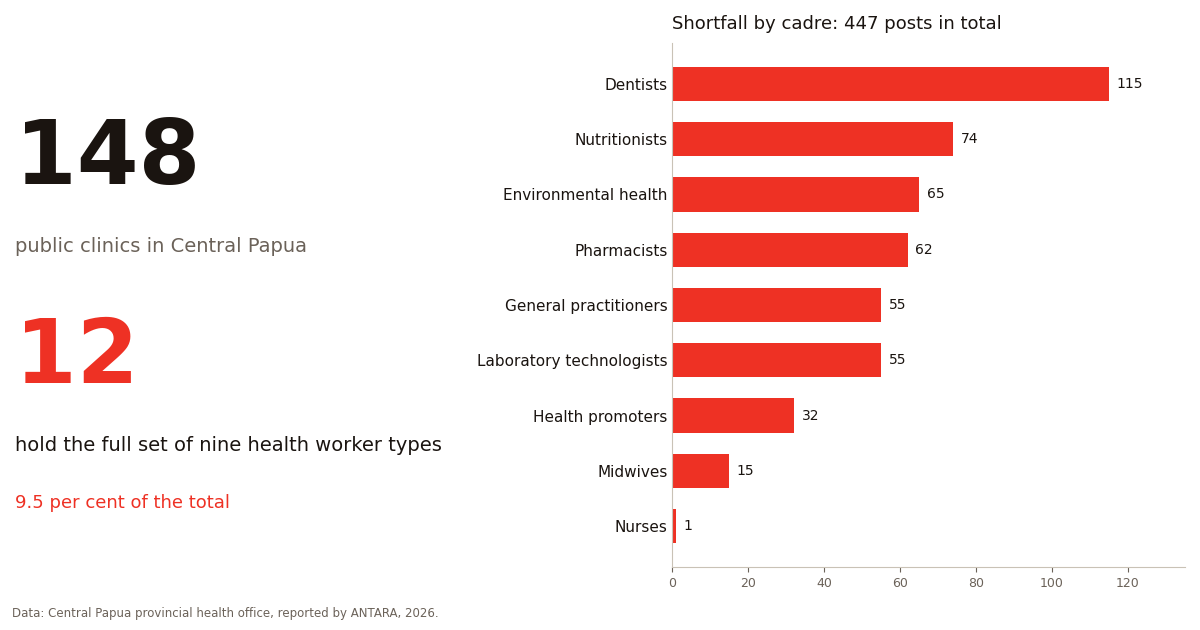 148
public clinics in Central Papua
12
hold the full set of nine health worker types
9.5 per cent of the total
Shortfall by cadre: 447 posts in total
Dentists 115
Nutritionists 74
Environmental health 65
Pharmacists 62
General practitioners 55
Laboratory technologists 55
Health promoters 32
Midwives 15
Nurses 1
0 20 40 60 80 100 120
Data: Central Papua provincial health office, reported by ANTARA, 2026.